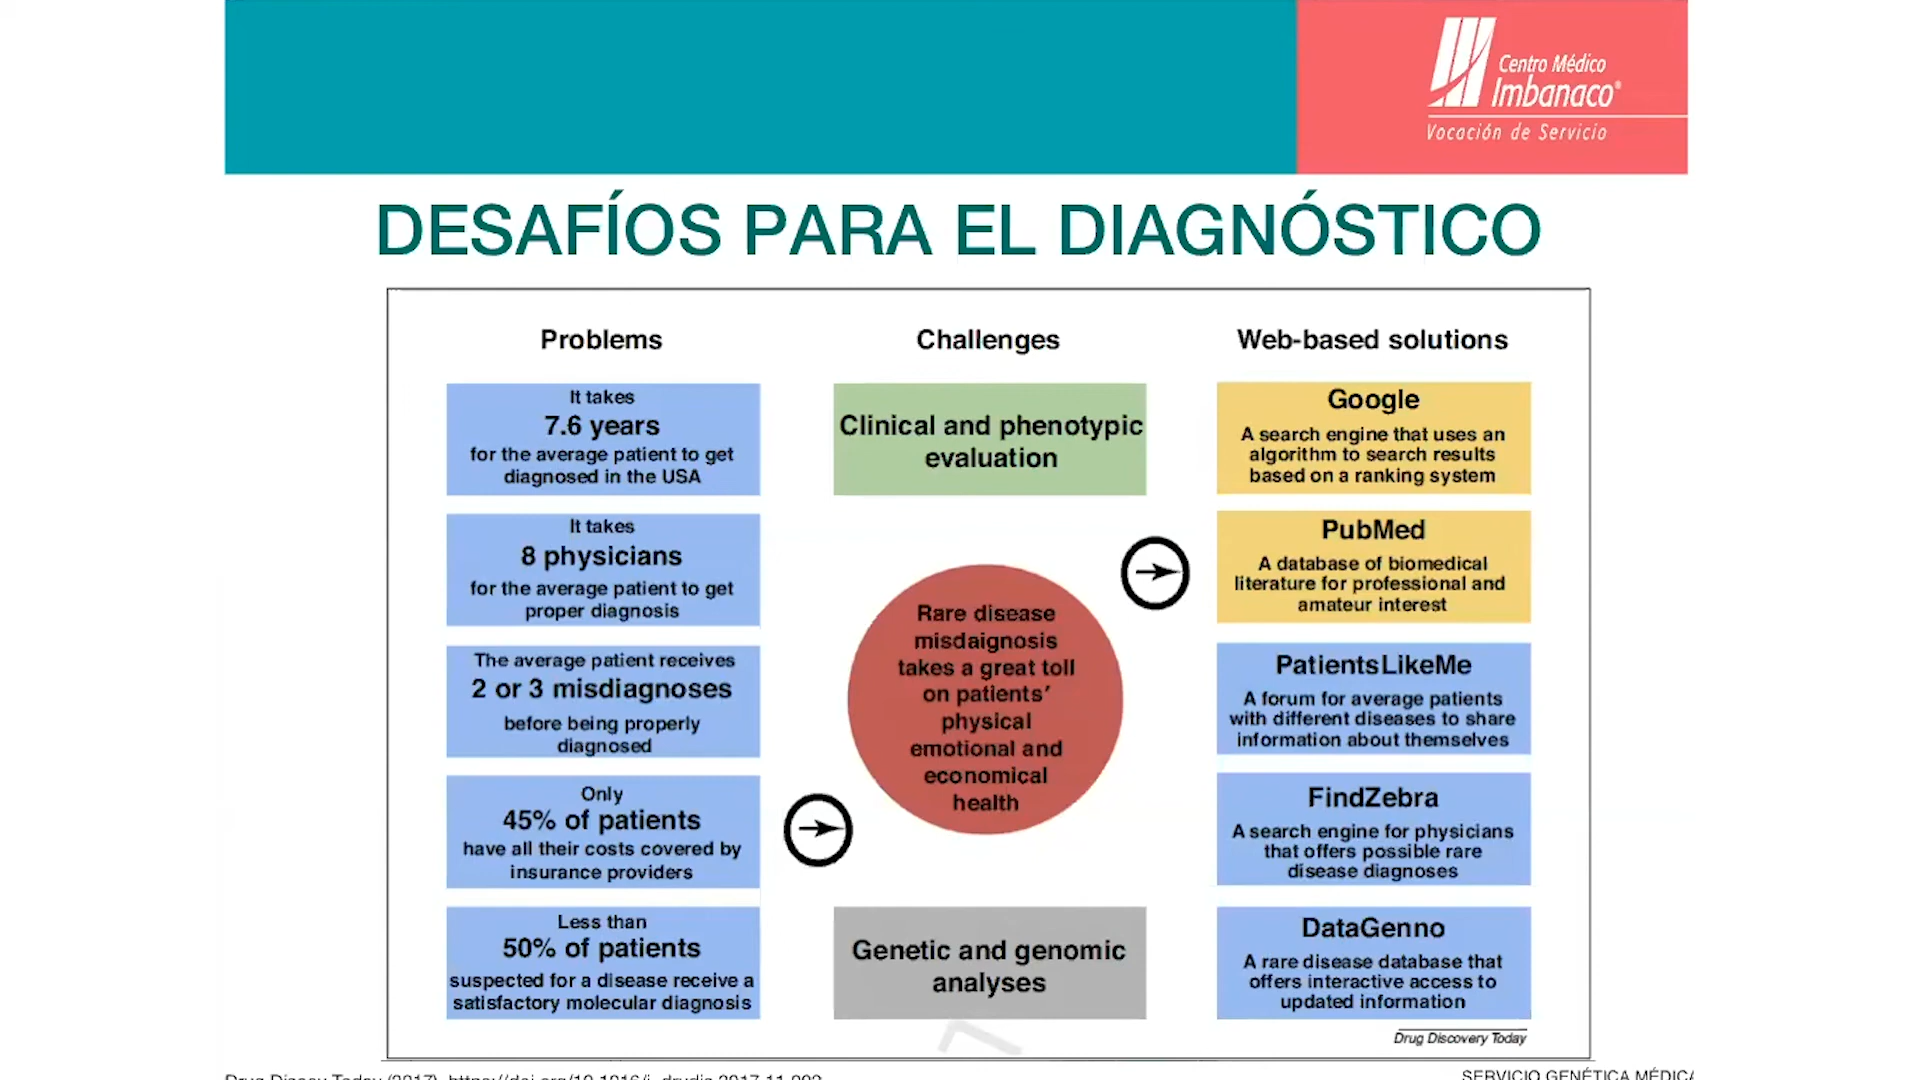 Centro Médico
Imbanaco®
Vocación de Servicio
DESAFÍOS PARA EL DIAGNÓSTICO
Problems
It takes
7.6 years
for the average patient to get
diagnosed in the USA
It takes
8 physicians
for the average patient to get
proper diagnosis
The average patient receives
2 or 3 misdiagnoses
before being properly
diagnosed
Only
45% of patients
have all their costs covered by
insurance providers
Less than
50% of patients
suspected for a disease receive a
satisfactory molecular diagnosis
Challenges
Clinical and phenotypic
evaluation
Rare disease
misdaignosis
takes a great toll
on patients’
physical
emotional and
economical
health
Genetic and genomic
analyses
Web-based solutions
Google
A search engine that uses an
algorithm to search results
based on a ranking system
PubMed
A database of biomedical
literature for professional and
amateur interest
PatientsLikeMe
A forum for average patients
with different diseases to share
information about themselves
FindZebra
A search engine for physicians
that offers possible rare
disease diagnoses
DataGenno
A rare disease database that
offers interactive access to
updated information
Drug Discovery Today
SERVICIO GENÉTICA MÉDICA